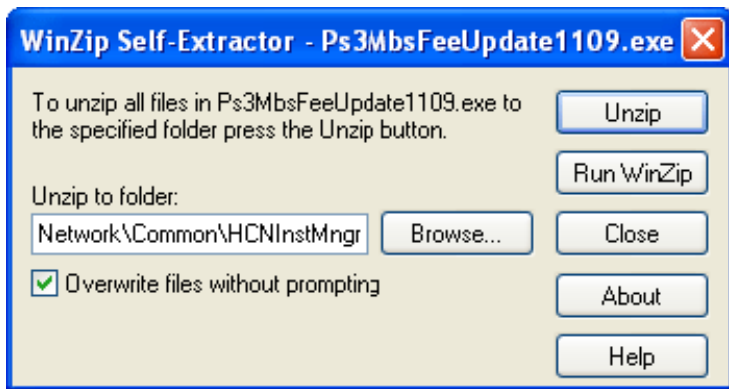 WinZip Self-Extractor - Ps3MbsFeeUpdate1109.exe
To unzip all files in Ps3MbsFeeUpdate1109.exe to
the specified folder press the Unzip button.
Unzip to folder:
Network\Common\HCNInstMngr
Browse...
Overwrite files without prompting
Unzip
Run WinZip
Close
About
Help